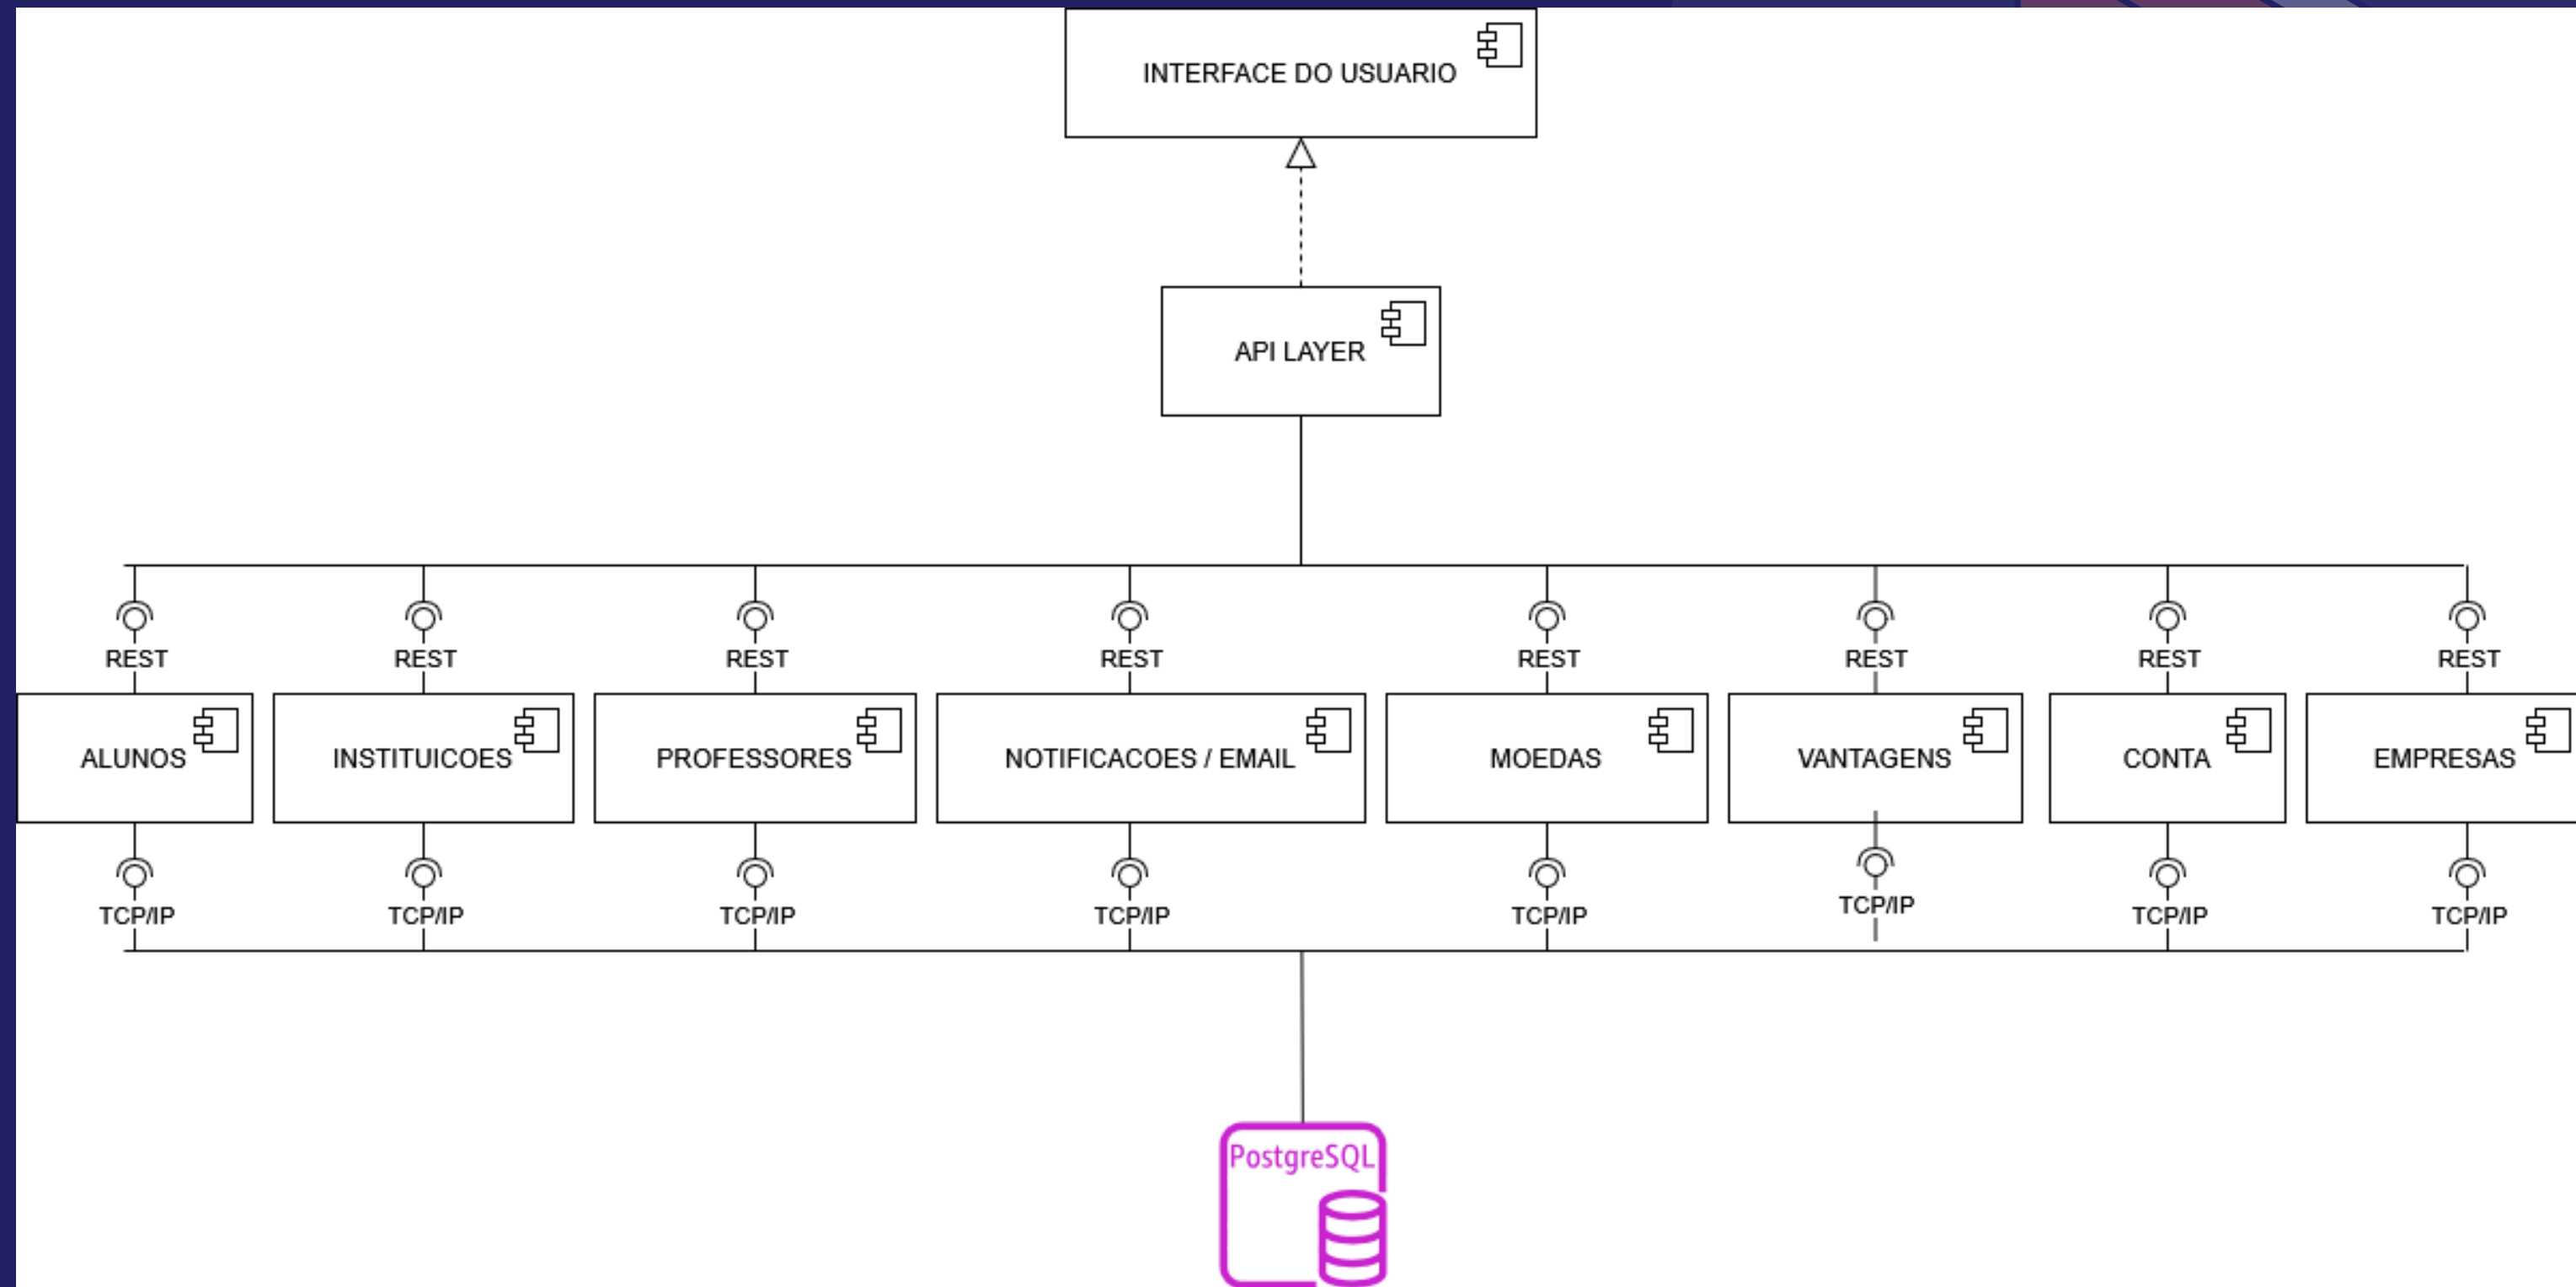 INTERFACE DO USUARIO
API LAYER
REST
REST
REST
REST
REST
REST
REST
REST
ALUNOS
INSTITUICOES
PROFESSORES
NOTIFICACOES / EMAIL
MOEDAS
VANTAGENS
CONTA
EMPRESAS
TCP/IP
TCP/IP
TCP/IP
TCP/IP
TCP/IP
TCP/IP
TCP/IP
TCP/IP
PostgreSQL